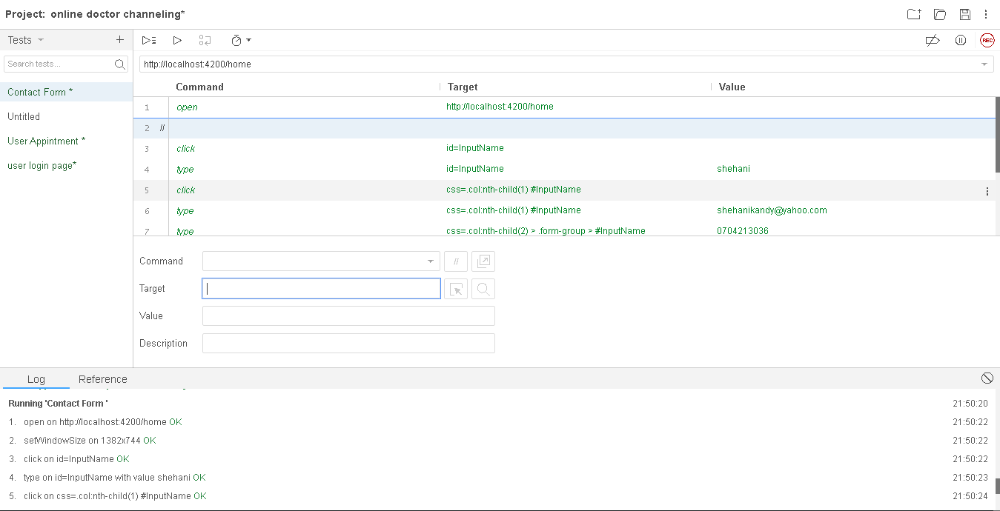 Project: online doctor channeling*
Tests
Search tests...
Contact Form *
Untitled
User Appintment *
user login page*
REC
http://localhost:4200/home
Command Target Value
1 open http://localhost:4200/home
2 //
3 click id=InputName
4 type id=InputName shehani
5 click css=.col:nth-child(1) #InputName
6 type css=.col:nth-child(1) #InputName shehanikandy@yahoo.com
7 type css=.col:nth-child(2) > .form-group > #InputName 0704213036
Command //
Target
Value
Description
Log Reference
Running 'Contact Form ' 21:50:20
1. open on http://localhost:4200/home OK 21:50:22
2. setWindowSize on 1382x744 OK 21:50:22
3. click on id=InputName OK 21:50:22
4. type on id=InputName with value shehani OK 21:50:23
5. click on css=.col:nth-child(1) #InputName OK 21:50:24